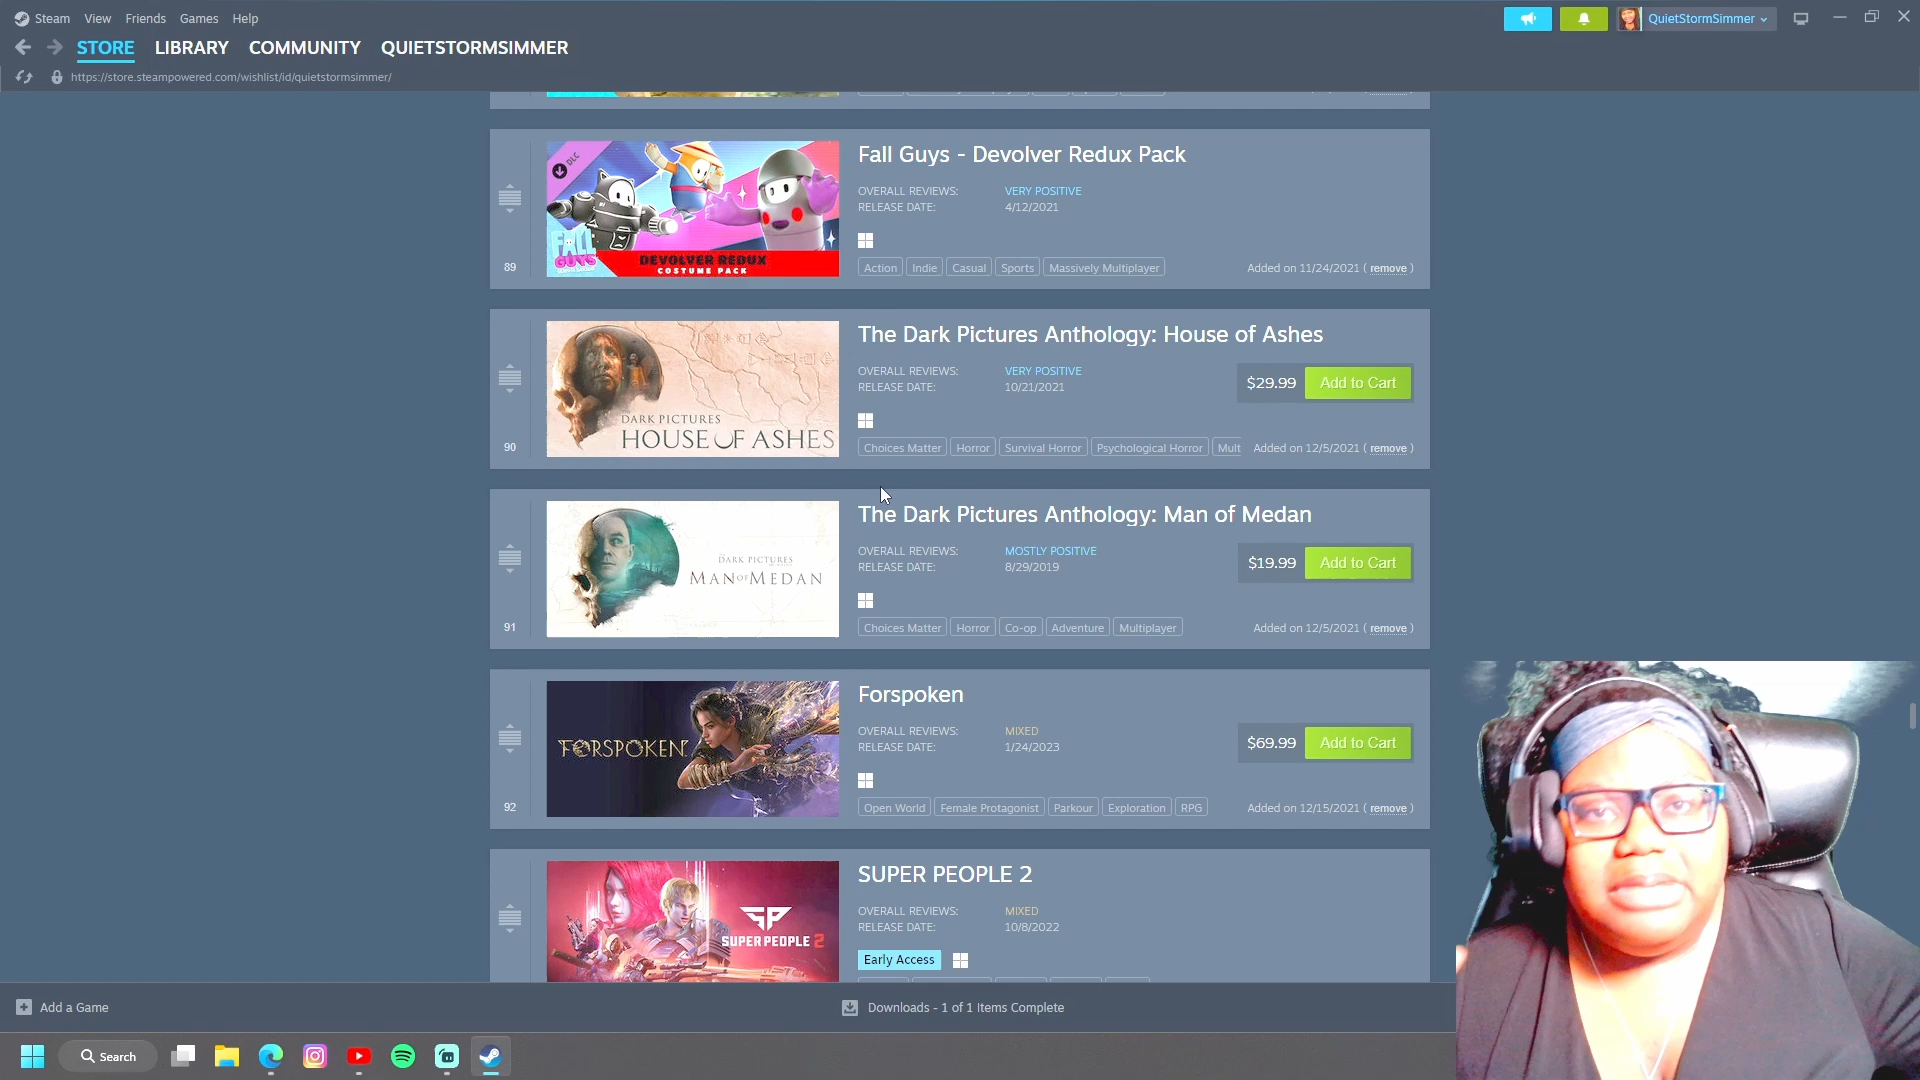 Steam View Friends Games Help
QuietStormSimmer
STORE LIBRARY COMMUNITY QUIETSTORMSIMMER
https://store.steampowered.com/wishlist/id/quietstormsimmer/
DLC
FALL GUYS
DEVOLVER REDUX
COSTUME PACK
89
Fall Guys - Devolver Redux Pack
OVERALL REVIEWS: VERY POSITIVE
RELEASE DATE: 4/12/2021
Action Indie Casual Sports Massively Multiplayer
Added on 11/24/2021 ( remove )
DARK PICTURES
HOUSE OF ASHES
90
The Dark Pictures Anthology: House of Ashes
OVERALL REVIEWS: VERY POSITIVE
RELEASE DATE: 10/21/2021
$29.99 Add to Cart
Choices Matter Horror Survival Horror Psychological Horror Mult
Added on 12/5/2021 ( remove )
DARK PICTURES
MAN OF MEDAN
91
The Dark Pictures Anthology: Man of Medan
OVERALL REVIEWS: MOSTLY POSITIVE
RELEASE DATE: 8/29/2019
$19.99 Add to Cart
Choices Matter Horror Co-op Adventure Multiplayer
Added on 12/5/2021 ( remove )
FORSPOKEN
92
Forspoken
OVERALL REVIEWS: MIXED
RELEASE DATE: 1/24/2023
$69.99 Add to Cart
Open World Female Protagonist Parkour Exploration RPG
Added on 12/15/2021 ( remove )
SP
SUPER PEOPLE 2
SUPER PEOPLE 2
OVERALL REVIEWS: MIXED
RELEASE DATE: 10/8/2022
Early Access
Add a Game
Downloads - 1 of 1 Items Complete
Search